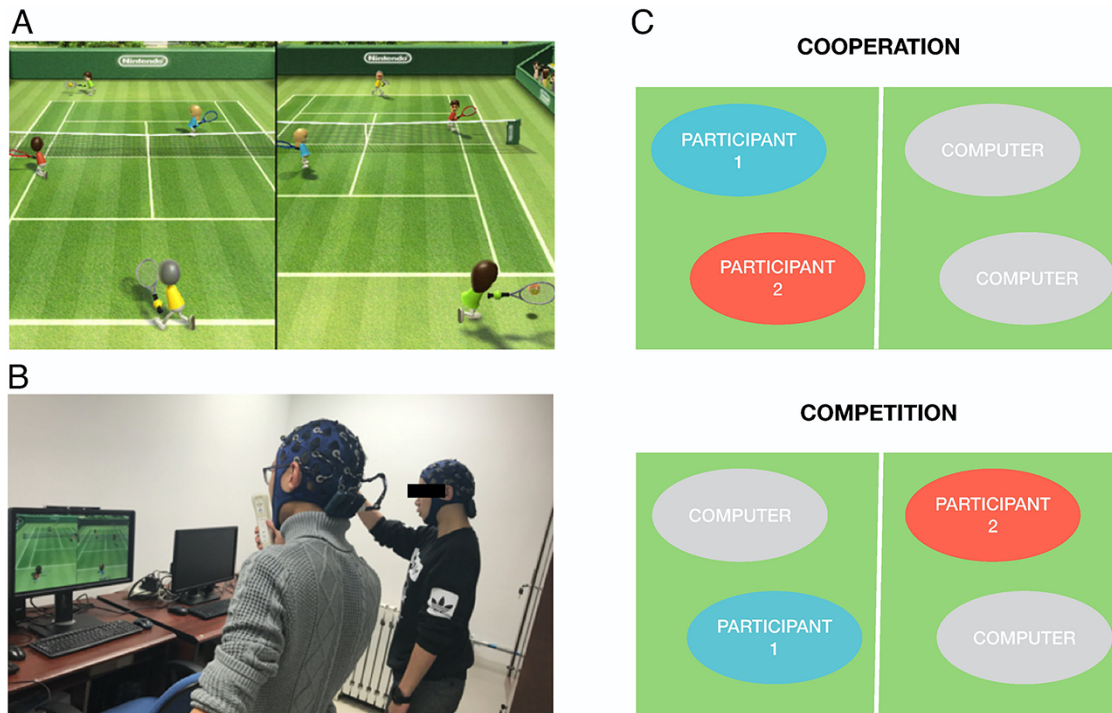 A
Nintendo
Nintendo
B
C
COOPERATION
PARTICIPANT
1
COMPUTER
PARTICIPANT
2
COMPUTER
COMPETITION
COMPUTER
PARTICIPANT
2
PARTICIPANT
1
COMPUTER